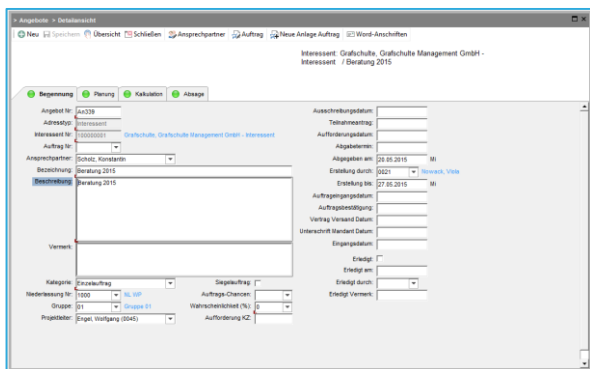 > Angebote > Detailansicht
Neu Speichern Übersicht Schließen Ansprechpartner Auftrag Neue Anlage Auftrag Word-Anschriften
Interessent: Grafschulte, Grafschulte Management GmbH -
Interessent / Beratung 2015
Begegnung Planung Kalkulation Absage
Angebot Nr: An339
Adresstyp: Interessent
Interessent Nr: 100000001 Grafschulte, Grafschulte Management GmbH - Interessent
Auftrag Nr:
Ansprechpartner: Scholz, Konstantin
Bezeichnung: Beratung 2015
Beschreibung: Beratung 2015
Vermerk:
Kategorie: Einzelauftrag Siegelauftrag:
Niederlassung Nr: 1000 NL WP Auftrags-Chancen:
Gruppe: 01 Gruppe 01 Wahrscheinlichkeit (%): 0
Projektleiter: Engel, Wolfgang (0045) Aufforderung KZ:
Ausschreibungsdatum:
Teilnahmeantrag:
Aufforderungsdatum:
Abgabetermin:
Abgegeben am: 20.05.2015 Mi
Erstellung durch: 0021 Nowack, Viola
Erstellung bis: 27.05.2015 Mi
Auftrageingangsdatum:
Auftragsbestätigung:
Vertrag Versand Datum:
Unterschrift Mandant Datum:
Eingangsdatum:
Erledigt:
Erledigt am:
Erledigt durch:
Erledigt Vermerk: